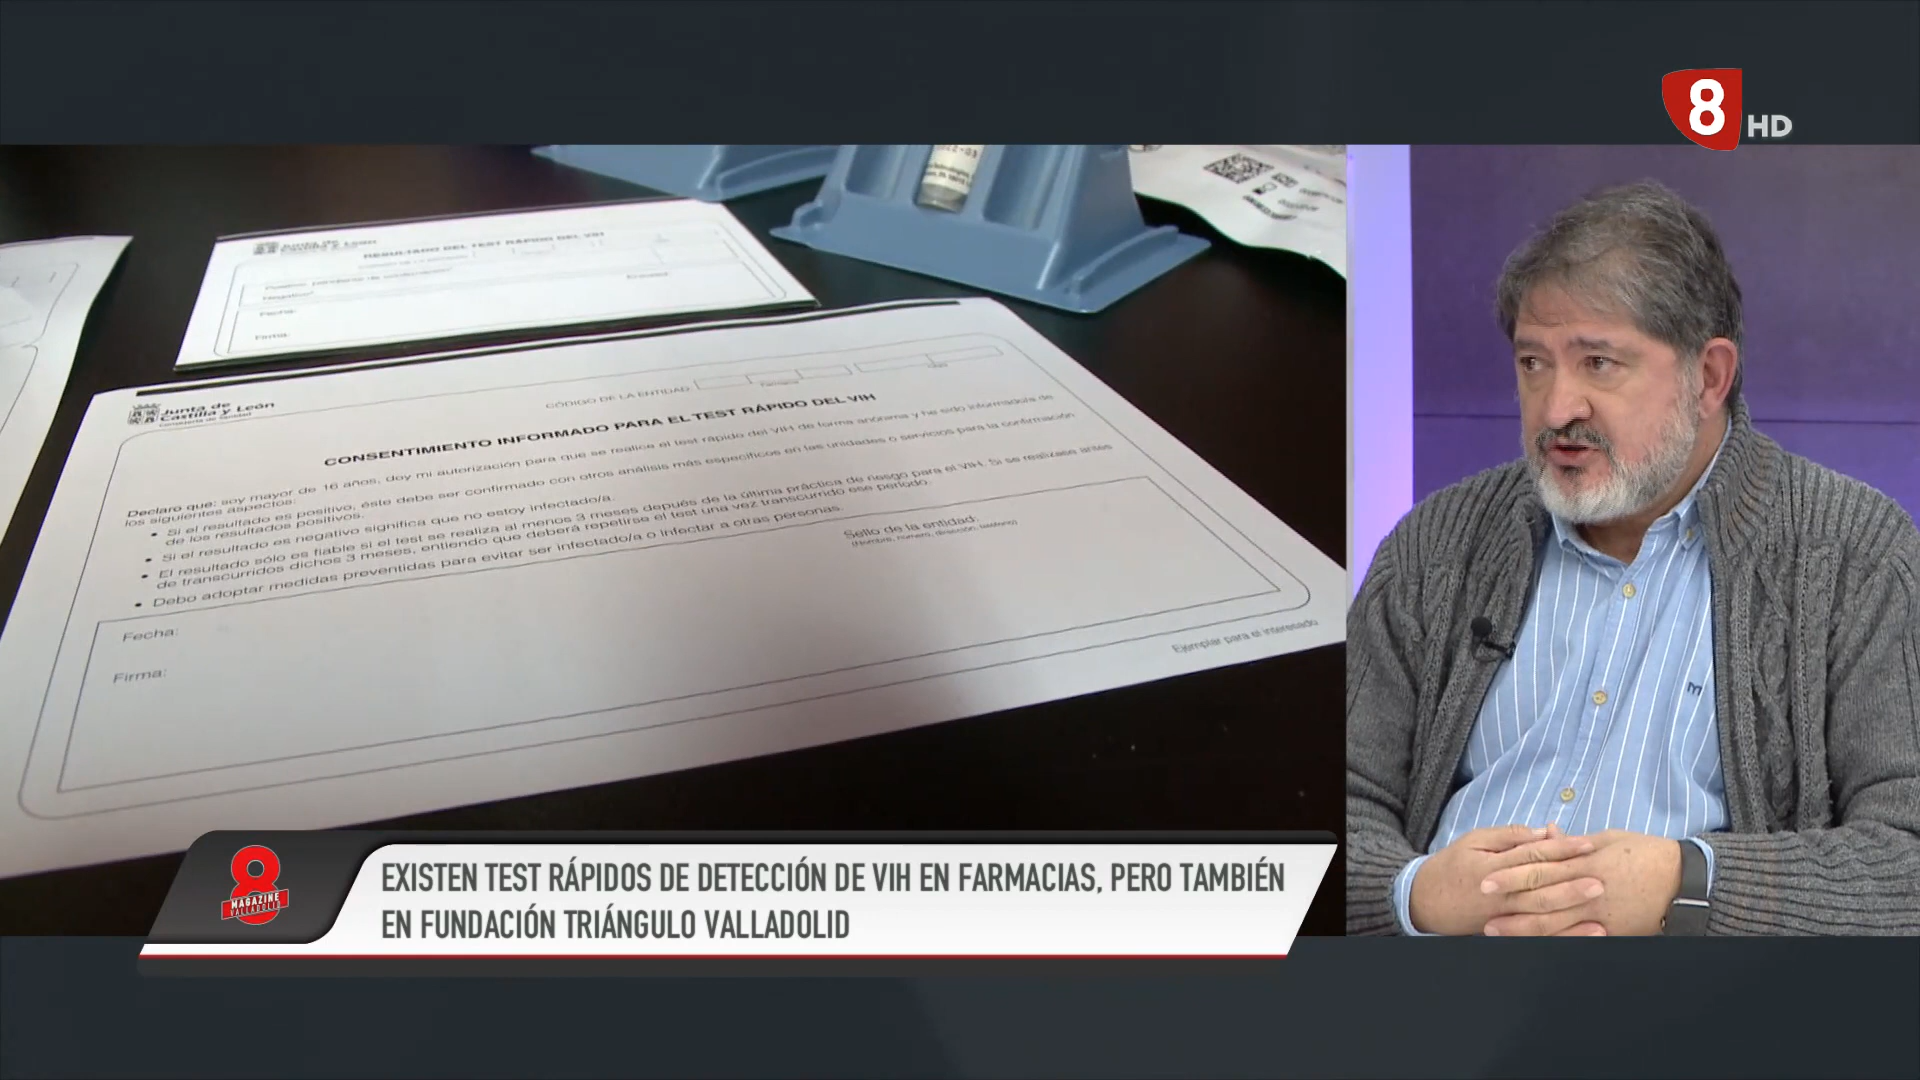 8 HD
Junta de
Castilla y León
RESULTADO DEL TEST RÁPIDO DEL VIH
Fecha:
Firma:
Junta de
Castilla y León
Consejería de Sanidad
CÓDIGO DE LA ENTIDAD
CONSENTIMIENTO INFORMADO PARA EL TEST RÁPIDO DEL VIH
Declaro que: soy mayor de 16 años, doy mi autorización para que se realice el test rápido del VIH de forma anónima y he sido informado/a de
los siguientes aspectos:
• Si el resultado es positivo, éste debe ser confirmado con otros análisis más específicos en las unidades o servicios para la confirmación
de los resultados positivos.
• Si el resultado es negativo significa que no estoy infectado/a.
• El resultado sólo es fiable si el test se realiza al menos 3 meses después de la última práctica de riesgo para el VIH. Si se realizase antes
de transcurridos dichos 3 meses, entiendo que deberá repetirse el test una vez transcurrido ese período.
• Debo adoptar medidas preventivas para evitar ser infectado/a o infectar a otras personas.
Fecha:
Sello de la entidad:
(Nombre, número, dirección, teléfono)
Firma:
Ejemplar para el interesado
8
MAGAZINE
VALLADOLID
EXISTEN TEST RÁPIDOS DE DETECCIÓN DE VIH EN FARMACIAS, PERO TAMBIÉN
EN FUNDACIÓN TRIÁNGULO VALLADOLID